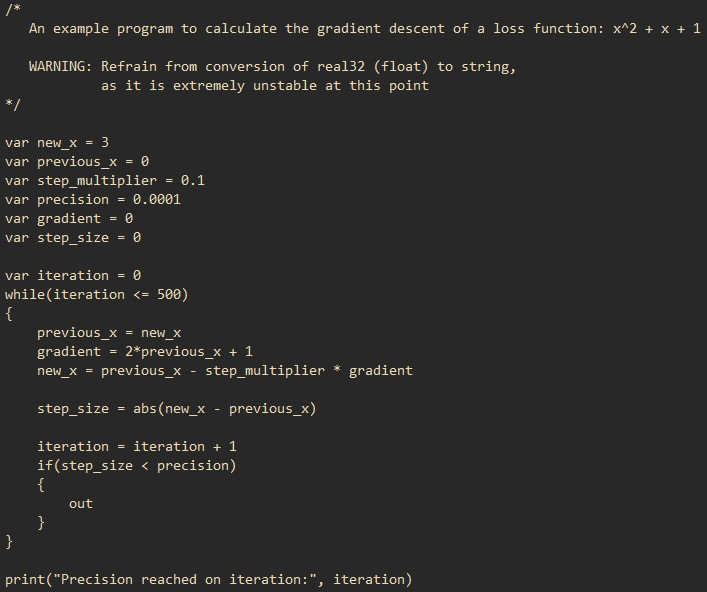 /*
An example program to calculate the gradient descent of a loss function: x^2 + x + 1
WARNING: Refrain from conversion of real32 (float) to string,
as it is extremely unstable at this point
*/
var new_x = 3
var previous_x = 0
var step_multiplier = 0.1
var precision = 0.0001
var gradient = 0
var step_size = 0
var iteration = 0
while(iteration <= 500)
{
previous_x = new_x
gradient = 2*previous_x + 1
new_x = previous_x - step_multiplier * gradient
step_size = abs(new_x - previous_x)
iteration = iteration + 1
if(step_size < precision)
{
out
}
}
print("Precision reached on iteration:", iteration)